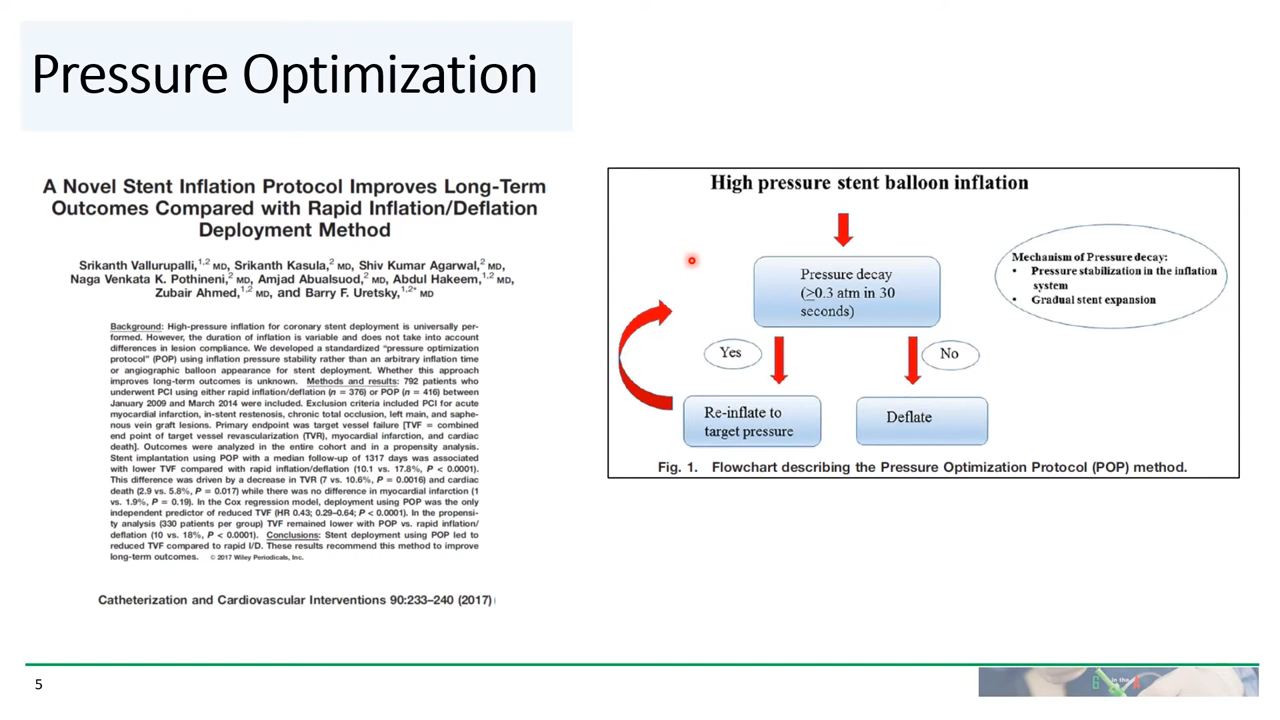 Pressure Optimization
A Novel Stent Inflation Protocol Improves Long-Term
Outcomes Compared with Rapid Inflation/Deflation
Deployment Method
Srikanth Vallurupalli,1,2 MD, Srikanth Kasula,2 MD, Shiv Kumar Agarwal,2 MD,
Naga Venkata K. Pothineni,2 MD, Amjad Abualsuod,2 MD, Abdul Hakeem,1,2 MD,
Zubair Ahmed,1,2 MD, and Barry F. Uretsky,1,2* MD
Background: High-pressure inflation for coronary stent deployment is universally per-
formed. However, the duration of inflation is variable and does not take into account
differences in lesion compliance. We developed a standardized "pressure optimization
protocol" (POP) using inflation pressure stability rather than an arbitrary inflation time
or angiographic balloon appearance for stent deployment. Whether this approach
improves long-term outcomes is unknown. Methods and results: 792 patients who
underwent PCI using either rapid inflation/deflation (n = 376) or POP (n = 416) between
January 2009 and March 2014 were included. Exclusion criteria included PCI for acute
myocardial infarction, in-stent restenosis, chronic total occlusion, left main, and saphe-
nous vein graft lesions. Primary endpoint was target vessel failure [TVF = combined
end point of target vessel revascularization (TVR), myocardial infarction, and cardiac
death]. Outcomes were analyzed in the entire cohort and in a propensity analysis.
Stent implantation using POP with a median follow-up of 1317 days was associated
with lower TVF compared with rapid inflation/deflation (10.1 vs. 17.8%, P < 0.0001).
This difference was driven by a decrease in TVR (7 vs. 10.6%, P = 0.0016) and cardiac
death (2.9 vs. 5.8%, P = 0.017) while there was no difference in myocardial infarction (1
vs. 1.9%, P = 0.19). In the Cox regression model, deployment using POP was the only
independent predictor of reduced TVF (HR 0.43; 0.29–0.64; P < 0.0001). In the propensi-
ty analysis (330 patients per group) TVF remained lower with POP vs. rapid inflation/
deflation (10 vs. 18%, P < 0.0001). Conclusions: Stent deployment using POP led to
reduced TVF compared to rapid I/D. These results recommend this method to improve
long-term outcomes. © 2017 Wiley Periodicals, Inc.
Catheterization and Cardiovascular Interventions 90:233–240 (2017)
High pressure stent balloon inflation
Pressure decay
(≥0.3 atm in 30
seconds)
Mechanism of Pressure decay:
• Pressure stabilization in the inflation
system
• Gradual stent expansion
Yes
No
Re-inflate to
target pressure
Deflate
Fig. 1. Flowchart describing the Pressure Optimization Protocol (POP) method.
5
6 in the A